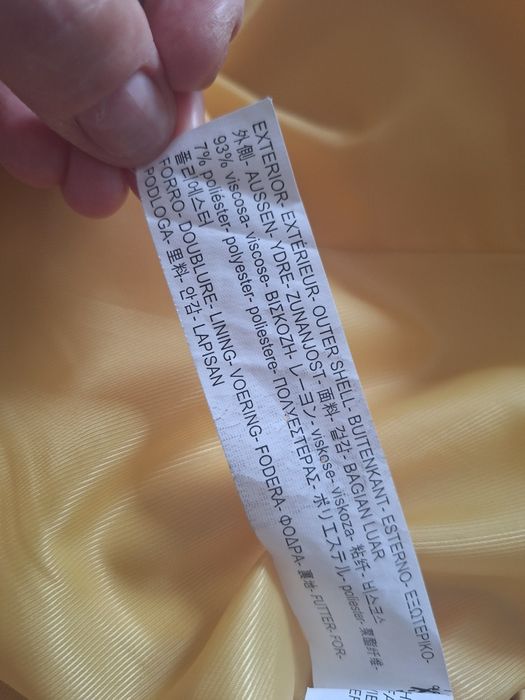 EXTERIOR- EXTÉRIEUR- OUTER SHELL- BUITENKANT- ESTERNO- ΕΞΩΤΕΡΙΚΟ-
外側- AUSSEN- YDRE- ZUNANJOST- 面料- 겉감- BAGIAN LUAR
93% viscosa- viscose- ΒΙΣΚΟΖΗ- レーヨン- viskose- viskoza- 粘纤- 비스코스
7% poliéster- polyester- poliestere- ΠΟΛΥΕΣΤΕΡΑΣ- ポリエステル- poliester- 聚酯纤维-
폴리에스터
FORRO- DOUBLURE- LINING- VOERING- FODERA- ΦΟΔΡΑ- 裏地- FUTTER- FOR-
PODLOGA- 里料- 안감- LAPISAN